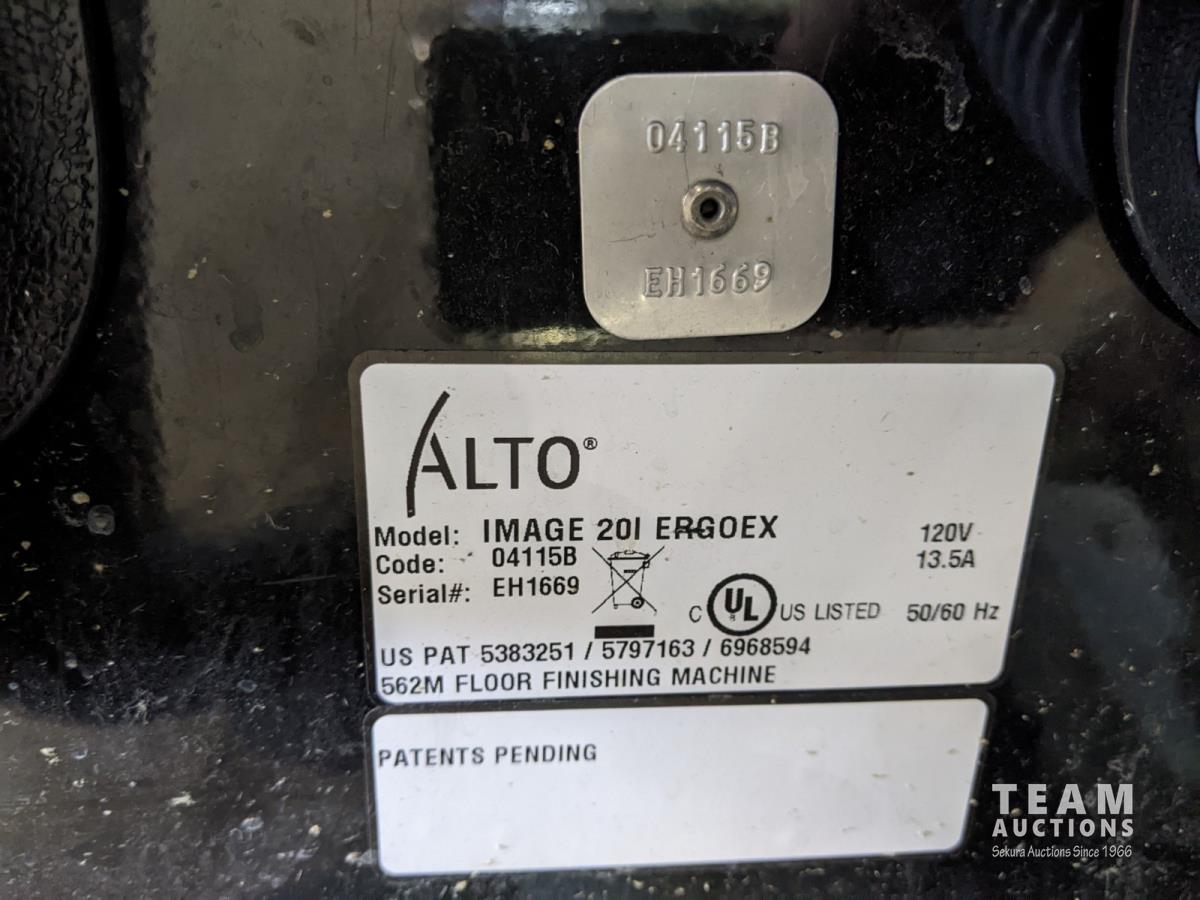 04115B
EH1669
ALTO®
Model: IMAGE 20I ERGOEX 120V
Code: 04115B 13.5A
Serial#: EH1669
C UL US LISTED 50/60 Hz
US PAT 5383251 / 5797163 / 6968594
562M FLOOR FINISHING MACHINE
PATENTS PENDING
TEAM
AUCTIONS
Sekura Auctions Since 1966